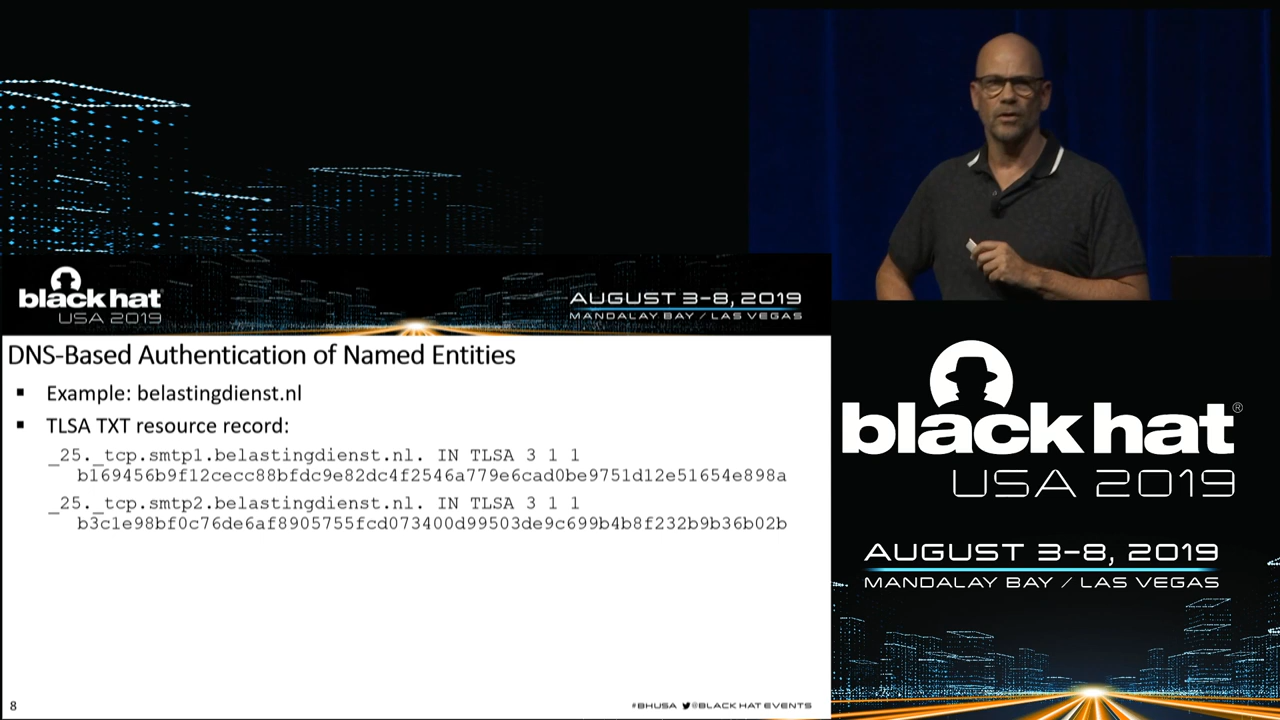 black hat
USA 2019
AUGUST 3-8, 2019
MANDALAY BAY / LAS VEGAS
DNS-Based Authentication of Named Entities
▪ Example: belastingdienst.nl
▪ TLSA TXT resource record:
_25._tcp.smtp1.belastingdienst.nl. IN TLSA 3 1 1
b169456b9f12cecc88bfdc9e82dc4f2546a779e6cad0be9751d12e51654e898a
_25._tcp.smtp2.belastingdienst.nl. IN TLSA 3 1 1
b3c1e98bf0c76de6af8905755fcd073400d99503de9c699b4b8f232b9b36b02b
8
#BHUSA @BLACK HAT EVENTS
black hat®
USA 2019
AUGUST 3-8, 2019
MANDALAY BAY / LAS VEGAS